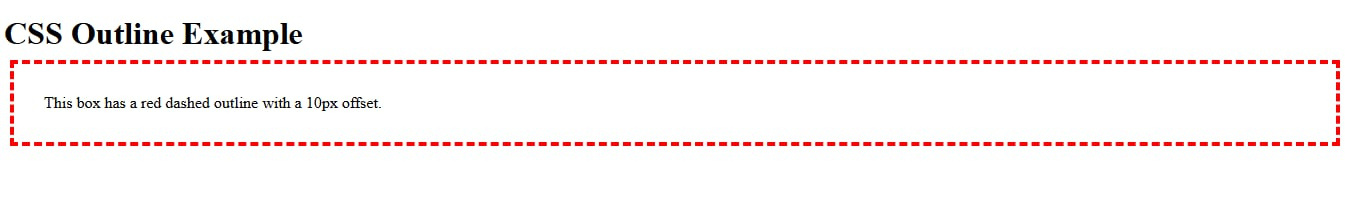 CSS Outline Example
This box has a red dashed outline with a 10px offset.